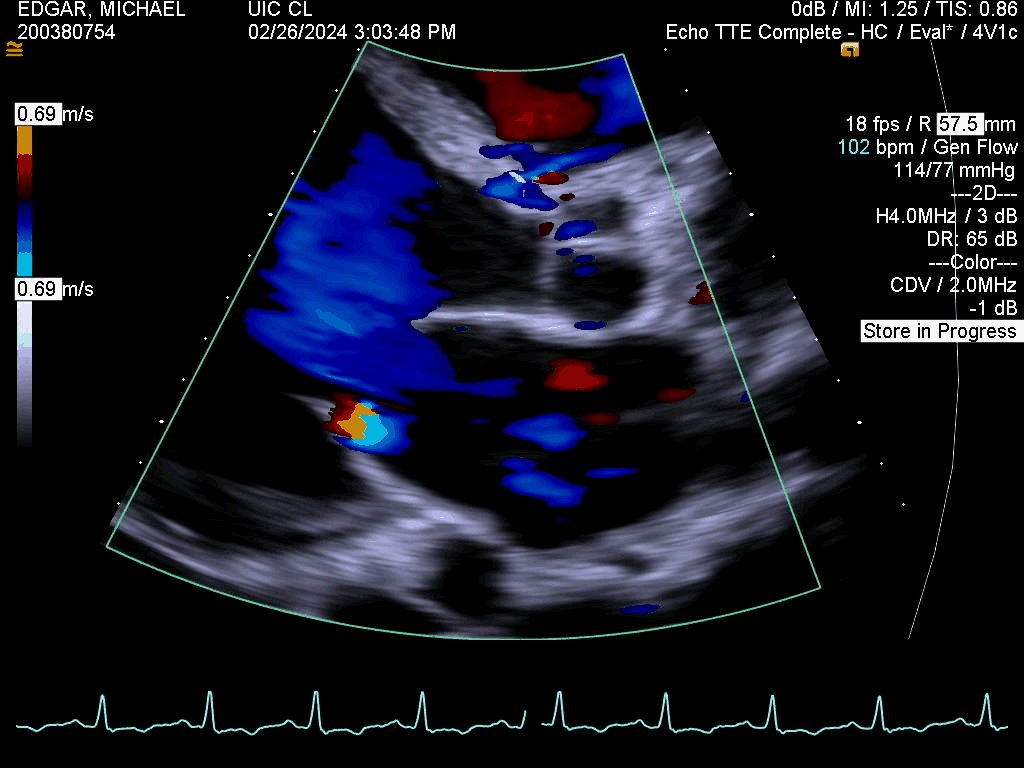 EDGAR, MICHAEL
200380754
UIC CL
02/26/2024 3:03:48 PM
0dB / MI: 1.25 / TIS: 0.86
Echo TTE Complete - HC / Eval* / 4V1c
0.69 m/s
0.69 m/s
18 fps / R 57.5 mm
102 bpm / Gen Flow
114/77 mmHg
---2D---
H4.0MHz / 3 dB
DR: 65 dB
---Color---
CDV / 2.0MHz
-1 dB
Store in Progress